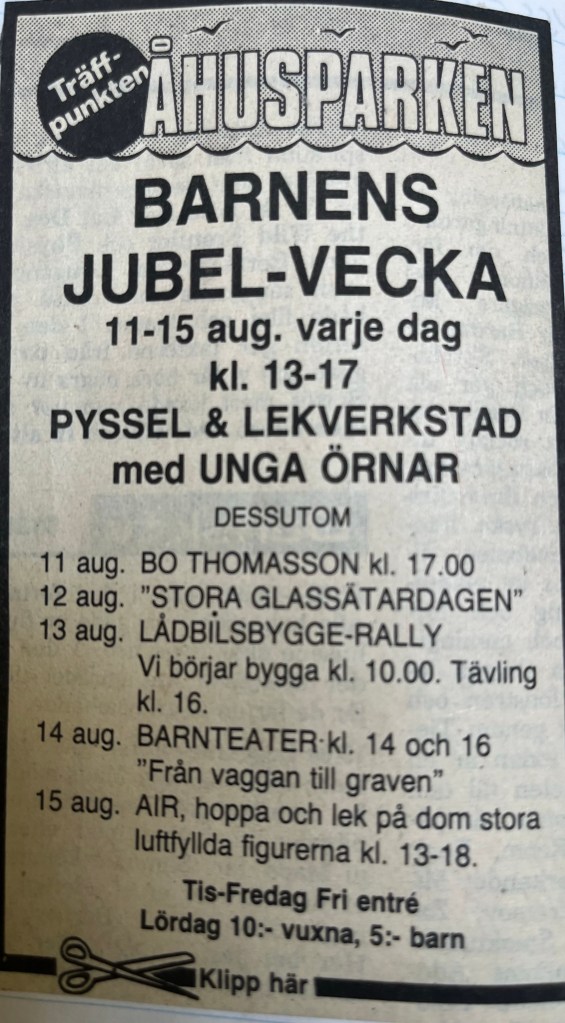 Träff-
punkten
ÅHUSPARKEN
BARNENS
JUBEL-VECKA
11-15 aug. varje dag
kl. 13-17
PYSSEL & LEKVERKSTAD
med UNGA ÖRNAR
DESSUTOM
11 aug. BO THOMASSON kl. 17.00
12 aug. "STORA GLASSÄTARDAGEN"
13 aug. LÅDBILSBYGGE-RALLY
Vi börjar bygga kl. 10.00. Tävling
kl. 16.
14 aug. BARNTEATER kl. 14 och 16
"Från vaggan till graven"
15 aug. AIR, hoppa och lek på dom stora
luftfyllda figurerna kl. 13-18.
Tis-Fredag Fri entré
Lördag 10:- vuxna, 5:- barn
Klipp här